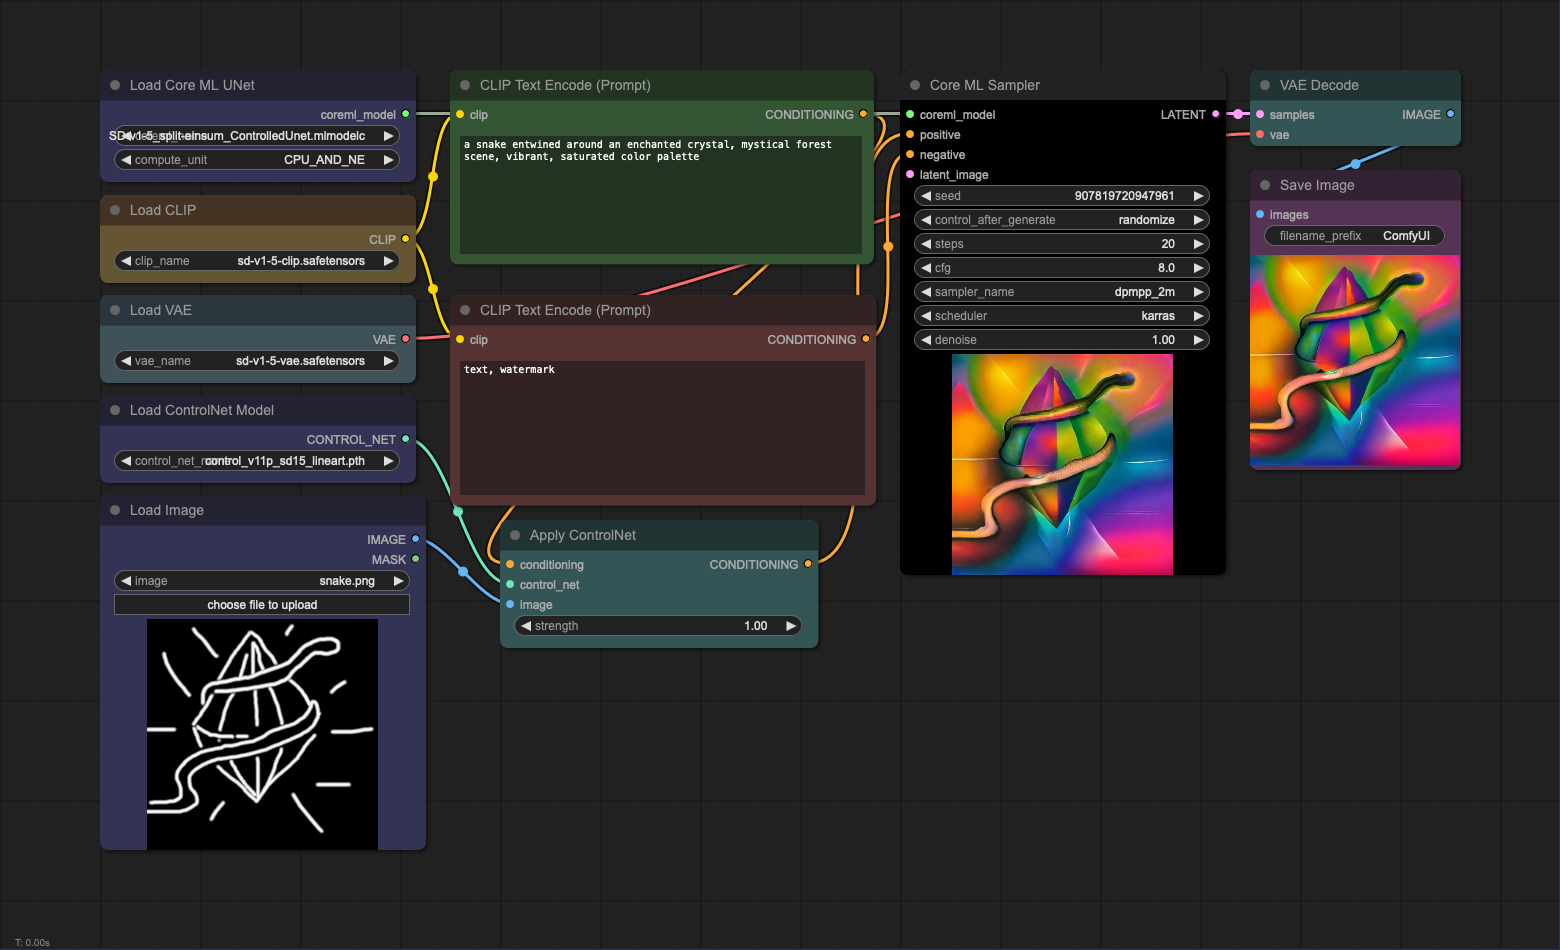 Load Core ML UNet
coreml_model
SD-v1-5_split-einsum_ControlledUnet.mlmodelc
compute_unit CPU_AND_NE
Load CLIP
CLIP
clip_name sd-v1-5-clip.safetensors
Load VAE
VAE
vae_name sd-v1-5-vae.safetensors
Load ControlNet Model
CONTROL_NET
control_net_name control_v11p_sd15_lineart.pth
Load Image
IMAGE
MASK
image snake.png
choose file to upload
CLIP Text Encode (Prompt)
clip CONDITIONING
a snake entwined around an enchanted crystal, mystical forest
scene, vibrant, saturated color palette
CLIP Text Encode (Prompt)
clip CONDITIONING
text, watermark
Apply ControlNet
conditioning CONDITIONING
control_net
image
strength 1.00
Core ML Sampler
coreml_model LATENT
positive
negative
latent_image
seed 907819720947961
control_after_generate randomize
steps 20
cfg 8.0
sampler_name dpmpp_2m
scheduler karras
denoise 1.00
VAE Decode
samples IMAGE
vae
Save Image
images
filename_prefix ComfyUI
T: 0.00s